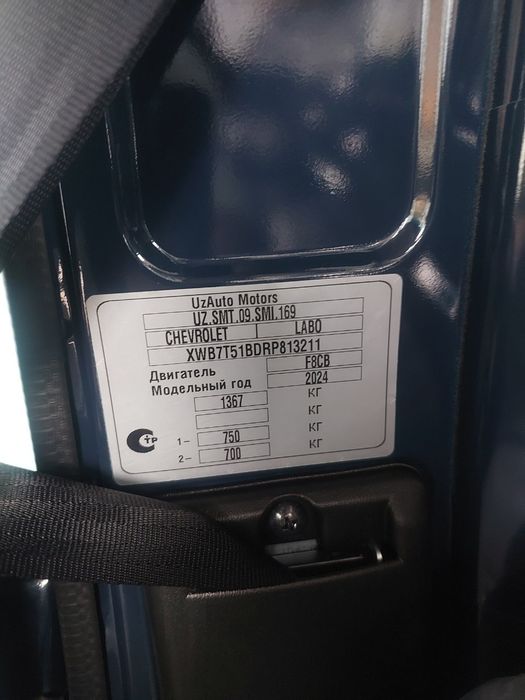 UzAuto Motors
UZ.SMT.09.SMI.169
CHEVROLET LABO
XWB7T51BDRP813211
Двигатель F8CB
Модельный год 2024
1367 КГ
КГ
1– 750 КГ
2– 700 КГ
СТР